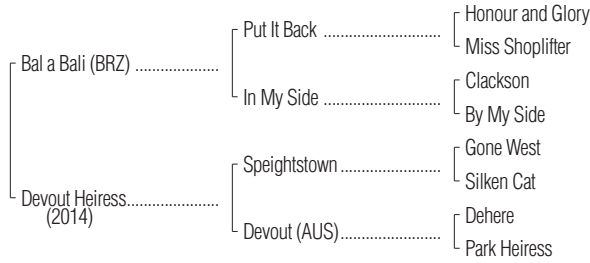 Honour and Glory
Put It Back ..............................
Miss Shoplifter
Bal a Bali (BRZ) .....................
Clackson
In My Side ...............................
By My Side
Gone West
Speightstown ..........................
Silken Cat
Devout Heiress.......................
(2014)
Dehere
Devout (AUS)..........................
Park Heiress